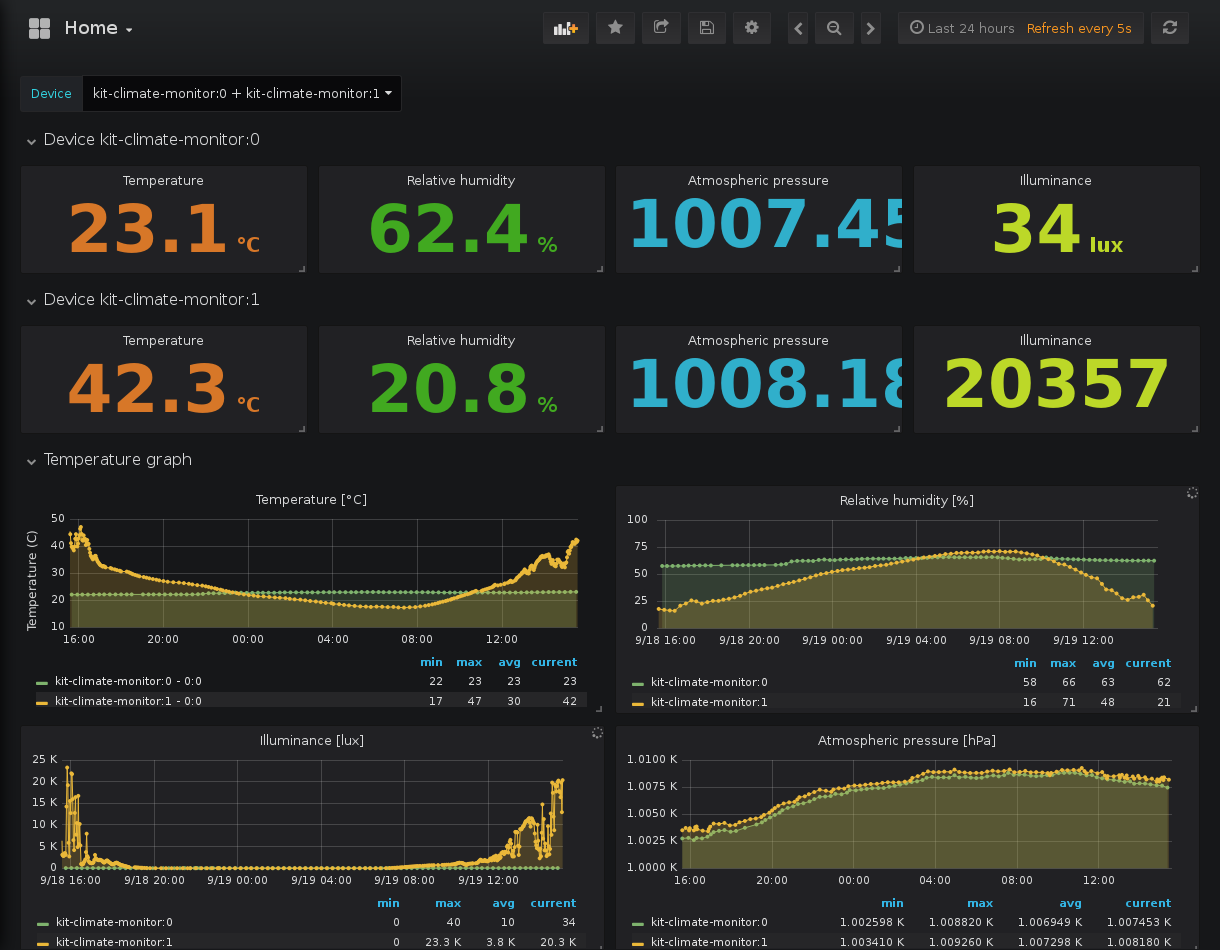 Home
Last 24 hours Refresh every 5s
Device kit-climate-monitor:0 + kit-climate-monitor:1
Device kit-climate-monitor:0
Temperature Relative humidity Atmospheric pressure Illuminance
23.1 °C 62.4 % 1007.45 34 lux
Device kit-climate-monitor:1
Temperature Relative humidity Atmospheric pressure Illuminance
42.3 °C 20.8 % 1008.18 20357
Temperature graph
Temperature [°C]
Temperature (C)
50
40
30
20
10
16:00 20:00 00:00 04:00 08:00 12:00
min max avg current
kit-climate-monitor:0 - 0:0 22 23 23 23
kit-climate-monitor:1 - 0:0 17 47 30 42
Relative humidity [%]
100
75
50
25
0
9/18 16:00 9/18 20:00 9/19 00:00 9/19 04:00 9/19 08:00 9/19 12:00
min max avg current
kit-climate-monitor:0 58 66 63 62
kit-climate-monitor:1 16 71 48 21
Illuminance [lux]
25 K
20 K
15 K
10 K
5 K
0
9/18 16:00 9/18 20:00 9/19 00:00 9/19 04:00 9/19 08:00 9/19 12:00
min max avg current
kit-climate-monitor:0 0 40 10 34
kit-climate-monitor:1 0 23.3 K 3.8 K 20.3 K
Atmospheric pressure [hPa]
1.0100 K
1.0075 K
1.0050 K
1.0025 K
1.0000 K
16:00 20:00 00:00 04:00 08:00 12:00
min max avg current
kit-climate-monitor:0 1.002598 K 1.008820 K 1.006949 K 1.007453 K
kit-climate-monitor:1 1.003410 K 1.009260 K 1.007298 K 1.008180 K